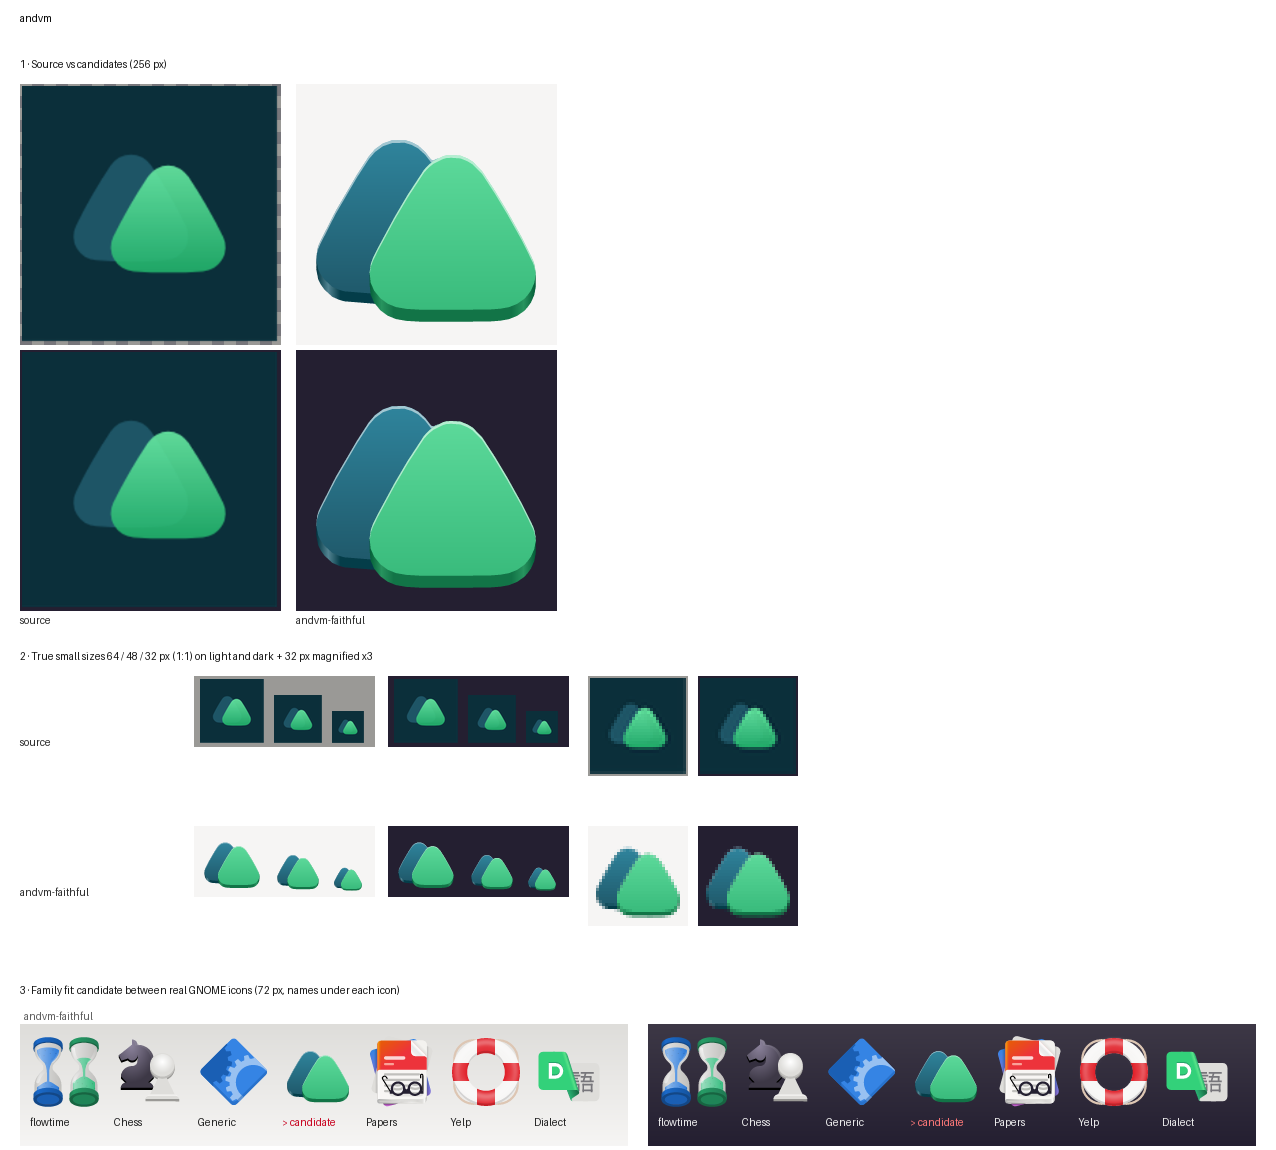 andvm
1 · Source vs candidates (256 px)
source
andvm-faithful
2 · True small sizes 64 / 48 / 32 px (1:1) on light and dark + 32 px magnified x3
source
andvm-faithful
3 · Family fit: candidate between real GNOME icons (72 px, names under each icon)
andvm-faithful
D 語
D 語
flowtime Chess Generic > candidate Papers Yelp Dialect
flowtime Chess Generic > candidate Papers Yelp Dialect